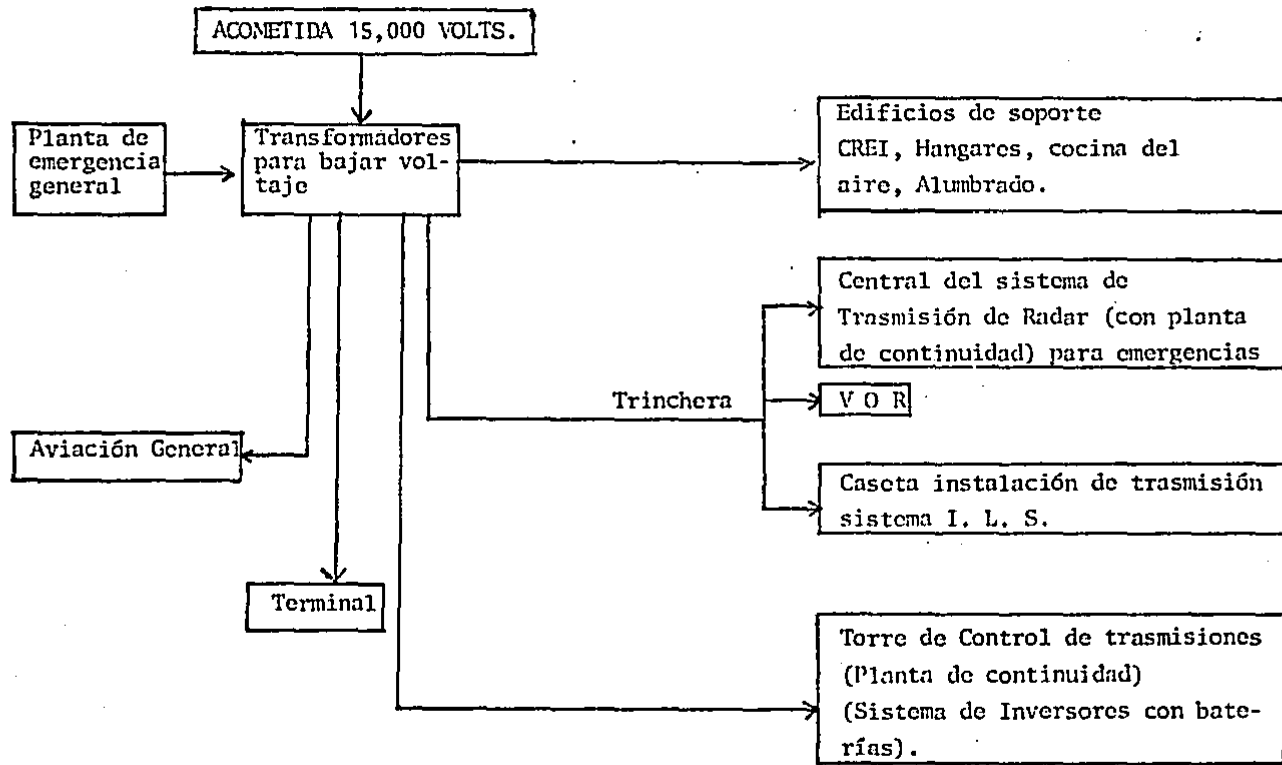 ACOMETIDA 15,000 VOLTS.
Planta de
emergencia
general
Transformadores
para bajar vol-
taje
Edificios de soporte
CREI, Hangares, cocina del
aire, Alumbrado.
Central del sistema de
Trasmisión de Radar (con planta
de continuidad) para emergencias
Trinchera
V O R
Aviación General
Caseta instalación de trasmisión
sistema I. L. S.
Terminal
Torre de Control de trasmisiones
(Planta de continuidad)
(Sistema de Inversores con bate-
rías).